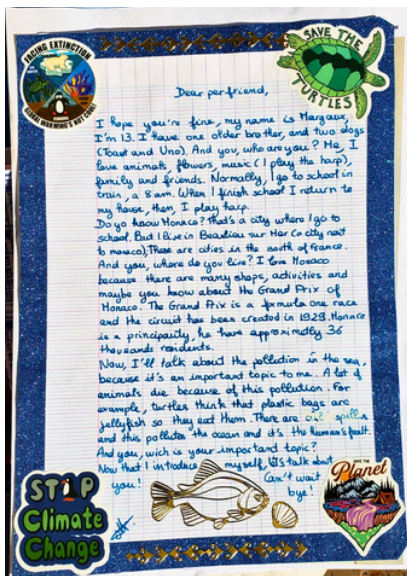 FACING EXTINCTION
GLOBAL WARMING'S NOT COOL!
SAVE THE
TURTLES
Dear penfriend,
I hope you're fine, my name is Margaux,
I'm 13. I have one older brother, and two dogs
(Toast and Uno). And you, who are you? Me, I
love animals, flowers, music (I play the harp),
family and friends. Normally, I go to school in
train, a 8 am. When I finish school I return to
my house, then, I play harp.
Do yo know Monaco? That's a city where I go to
school. But I live in Beaulieu sur Mer (a city next
to monaco). These are cities in the south of France.
And you, where do you live? I love Monaco
because there are many shops, activities and
maybe you know about the Grand Prix of
Monaco. The Grand Prix is a formula one race
and the circuit has been created in 1929. Monaco
is a principality, he have approximatly 36
thousands residents.
Now, I'll talk about the pollution in the sea,
because it's an important topic to me. A lot of
animals die because of this pollution. For
example, turtles think that plastic bags are
jellyfish so they eat them. There are oil spills
and this pollutes the ocean and it's the human's fault.
And you, wich is your important topic?
Now that I introduce myself, let's talk about
you! Can't wait
bye!
STOP
Climate
Change
SAVE THE
Planet